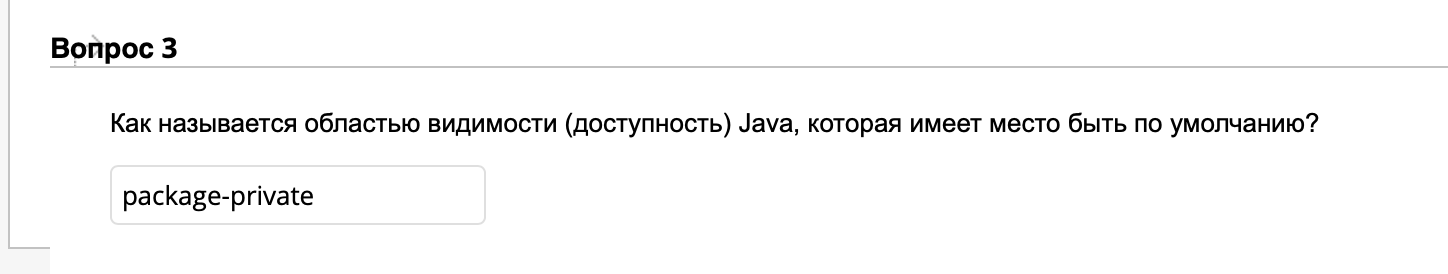 Вопрос 3
Как называется областью видимости (доступность) Java, которая имеет место быть по умолчанию?
package-private